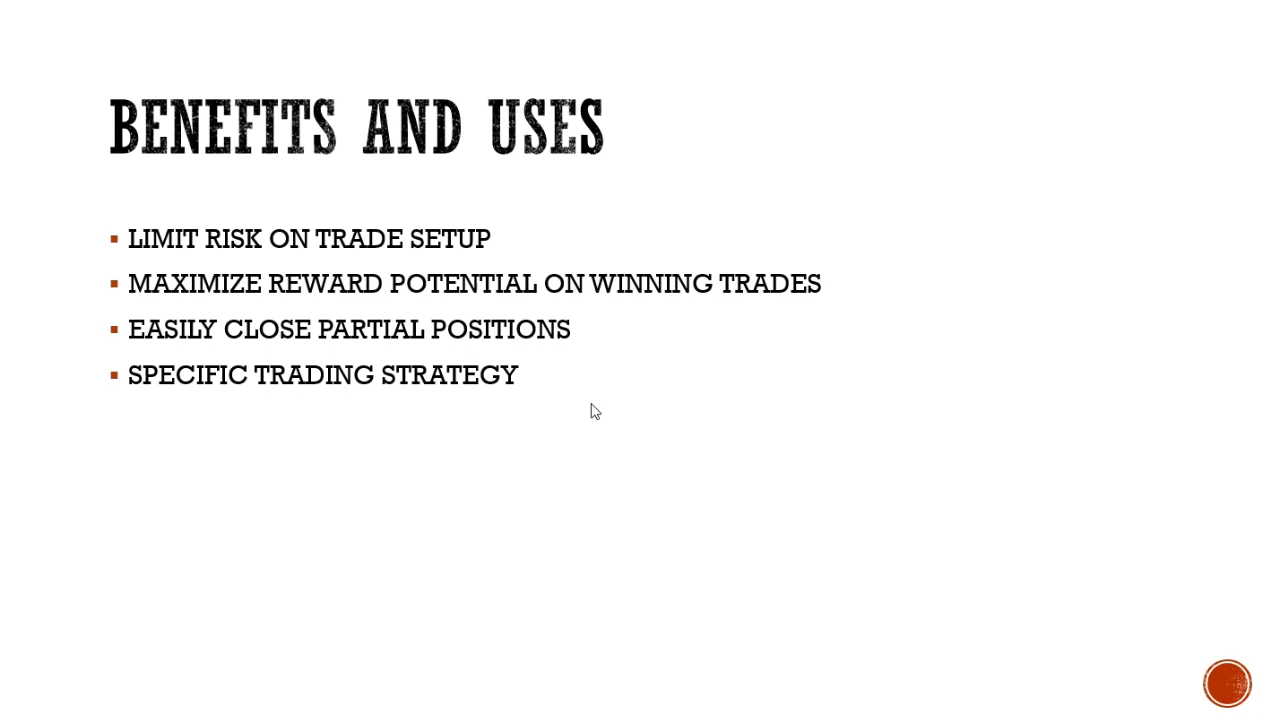 BENEFITS AND USES
LIMIT RISK ON TRADE SETUP
MAXIMIZE REWARD POTENTIAL ON WINNING TRADES
EASILY CLOSE PARTIAL POSITIONS
SPECIFIC TRADING STRATEGY